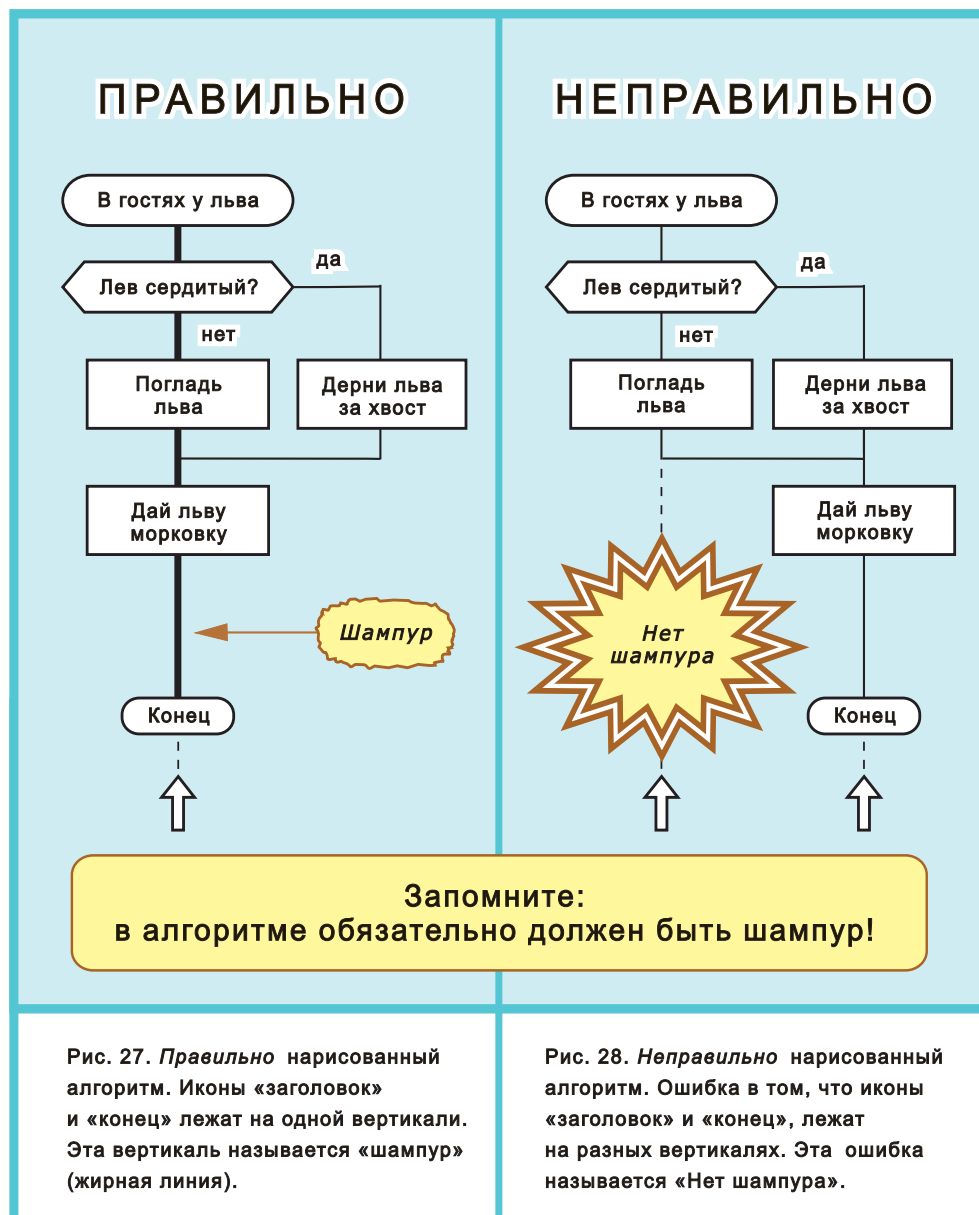 ПРАВИЛЬНО
В гостях у льва
Лев сердитый?
да
нет
Погладь
льва
Дерни льва
за хвост
Дай льву
морковку
Шампур
Конец
НЕПРАВИЛЬНО
В гостях у льва
Лев сердитый?
да
нет
Погладь
льва
Дерни льва
за хвост
Дай льву
морковку
Нет
шампура
Конец
Запомните:
в алгоритме обязательно должен быть шампур!
Рис. 27. Правильно нарисованный
алгоритм. Иконы «заголовок»
и «конец» лежат на одной вертикали.
Эта вертикаль называется «шампур»
(жирная линия).
Рис. 28. Неправильно нарисованный
алгоритм. Ошибка в том, что иконы
«заголовок» и «конец», лежат
на разных вертикалях. Эта ошибка
называется «Нет шампура».